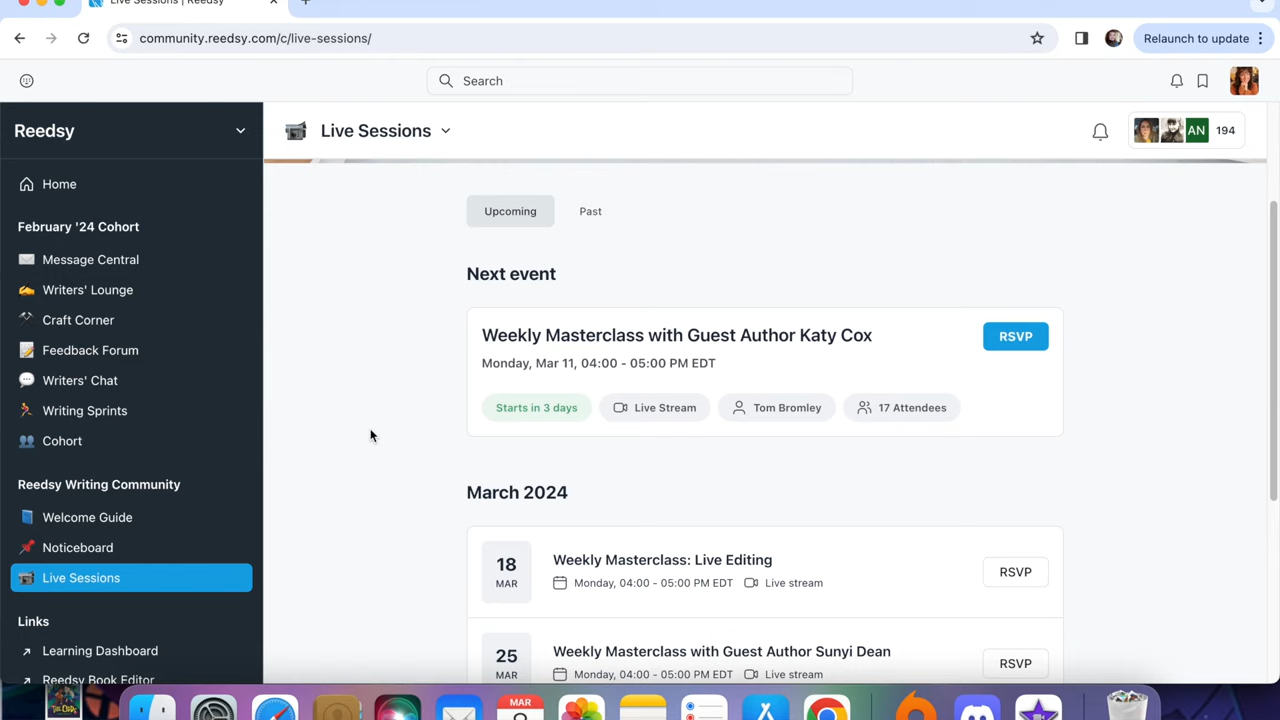 Live Sessions | Reedsy
community.reedsy.com/c/live-sessions/
Relaunch to update
Search
Reedsy
Live Sessions
AN
194
Home
February '24 Cohort
Message Central
Writers' Lounge
Craft Corner
Feedback Forum
Writers' Chat
Writing Sprints
Cohort
Reedsy Writing Community
Welcome Guide
Noticeboard
Live Sessions
Links
Learning Dashboard
Reedsy Book Editor
Upcoming
Past
Next event
Weekly Masterclass with Guest Author Katy Cox
RSVP
Monday, Mar 11, 04:00 - 05:00 PM EDT
Starts in 3 days
Live Stream
Tom Bromley
17 Attendees
March 2024
18
MAR
Weekly Masterclass: Live Editing
Monday, 04:00 - 05:00 PM EDT
Live stream
RSVP
25
MAR
Weekly Masterclass with Guest Author Sunyi Dean
Monday, 04:00 - 05:00 PM EDT
Live stream
RSVP
MAR